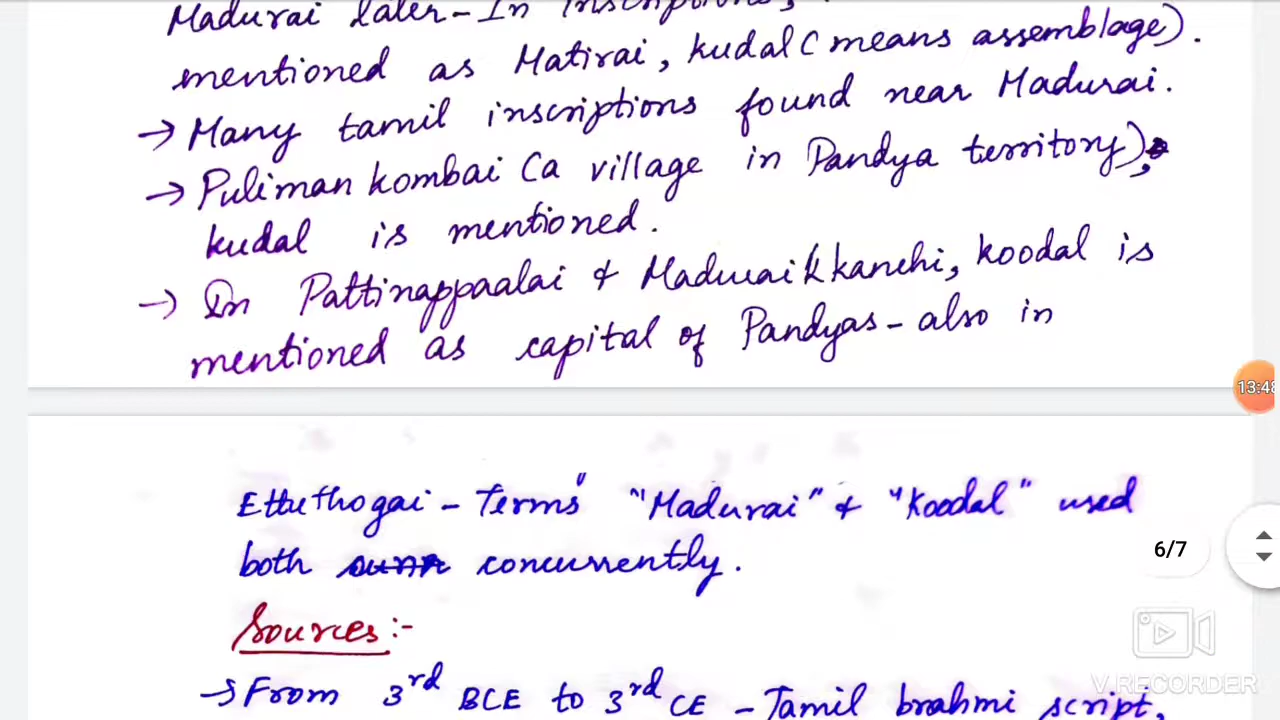 Madurai later - In inscriptions,
mentioned as Matirai, kudal ( means assemblage).
→ Many tamil inscriptions found near Madurai.
→ Puliman kombai (a village in Pandya territory),
kudal is mentioned.
→ In Pattinappaalai + Maduraikkanchi, koodal is
mentioned as capital of Pandyas - also in
13:48
Ettuthogai - Terms " "Madurai" + "Koodal" used
both concurrently.
6/7
Sources :-
→ From 3rd BCE to 3rd CE - Tamil brahmi script,
V.RECORDER